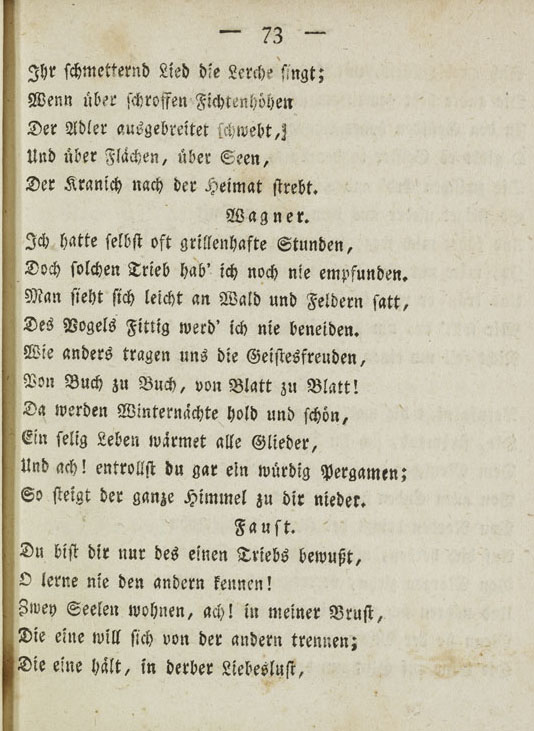 — 73 —
Ihr schmetternd Lied die Lerche singt;
Wenn über schroffen Fichtenhöhen
Der Adler ausgebreitet schwebt,
Und über Flächen, über Seen,
Der Kranich nach der Heimat strebt.
Wagner.
Ich hatte selbst oft grillenhafte Stunden,
Doch solchen Trieb hab' ich noch nie empfunden.
Man sieht sich leicht an Wald und Feldern satt,
Des Vogels Fittig werd' ich nie beneiden.
Wie anders tragen uns die Geistesfreuden,
Von Buch zu Buch, von Blatt zu Blatt!
Da werden Winternächte hold und schön,
Ein selig Leben wärmet alle Glieder,
Und ach! entrollst du gar ein würdig Pergamen;
So steigt der ganze Himmel zu dir nieder.
Faust.
Du bist dir nur des einen Triebs bewußt,
O lerne nie den andern kennen!
Zwey Seelen wohnen, ach! in meiner Brust,
Die eine will sich von der andern trennen;
Die eine hält, in derber Liebeslust,